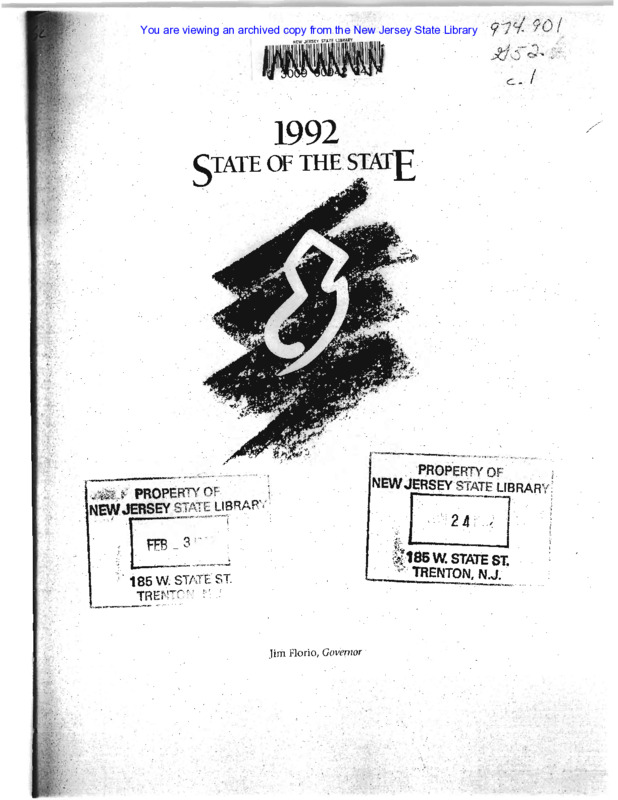 You are viewing an archived copy from the New Jersey State Library
974.901
c.1
NEW JERSEY STATE LIBRARY
1992
STATE OF THE STATE
PROPERTY OF
NEW JERSEY STATE LIBRARY
FEB 3
185 W. STATE ST.
TRENTON N.J.
PROPERTY OF
NEW JERSEY STATE LIBRARY
24
185 W. STATE ST.
TRENTON, N.J.
Jim Florio, Governor